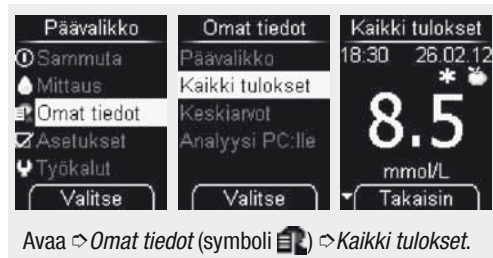 Päävalikko
Sammuta
Mittaus
Omat tiedot
Asetukset
Työkalut
Valitse
Omat tiedot
Päävalikko
Kaikki tulokset
Keskiarvot
Analyysi PC:lle
Valitse
Kaikki tulokset
18:30 26.02.12
8.5
mmol/L
Takaisin
Avaa ➪ Omat tiedot (symboli) ➪ Kaikki tulokset.